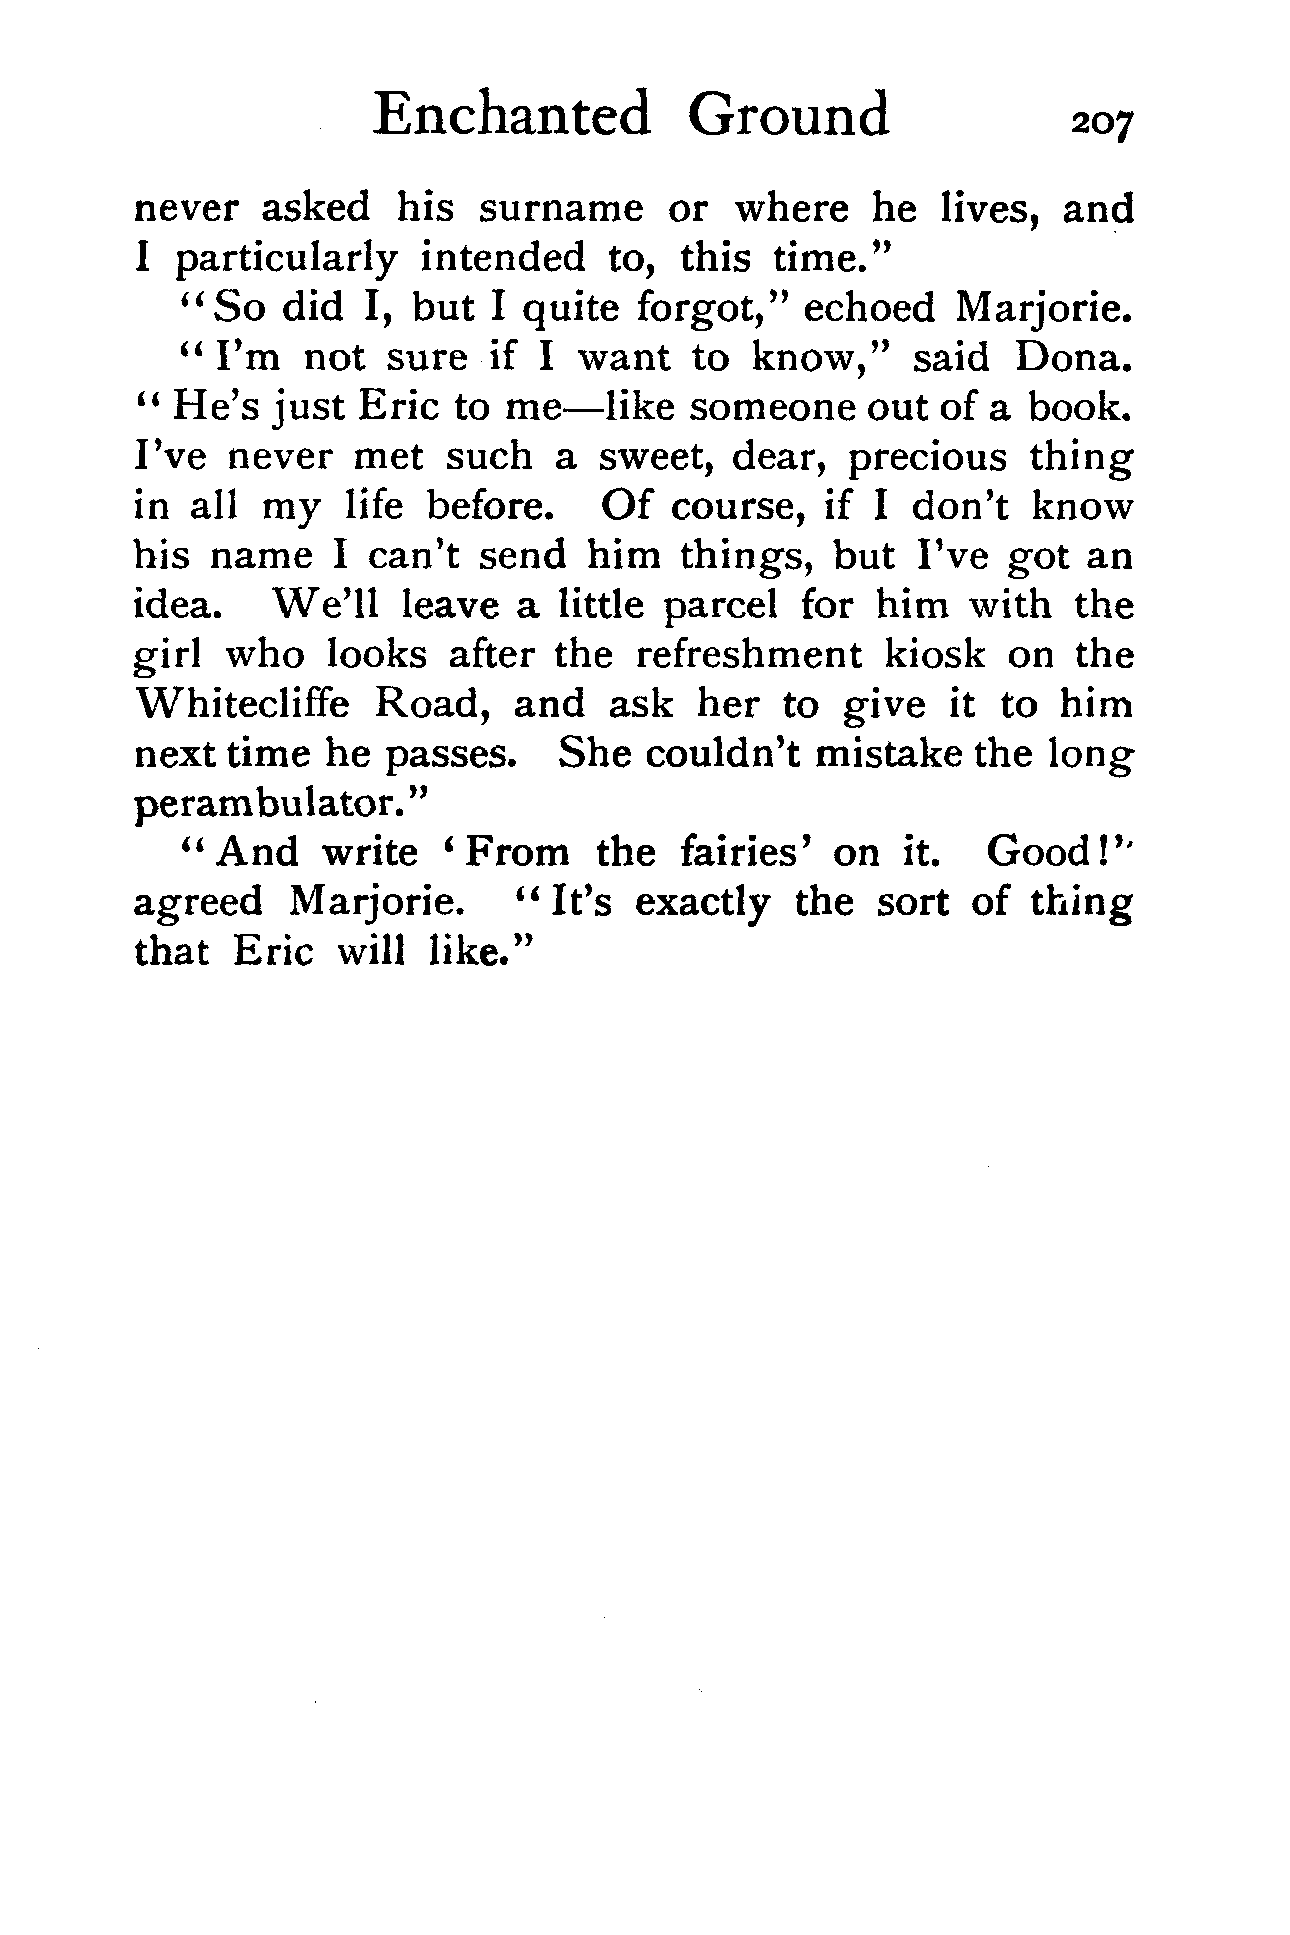 Enchanted Ground 207
never asked his surname or where he lives, and
I particularly intended to, this time.”
“So did I, but I quite forgot,” echoed Marjorie.
“I’m not sure if I want to know,” said Dona.
“He’s just Eric to me—like someone out of a book.
I’ve never met such a sweet, dear, precious thing
in all my life before. Of course, if I don’t know
his name I can’t send him things, but I’ve got an
idea. We’ll leave a little parcel for him with the
girl who looks after the refreshment kiosk on the
Whitecliffe Road, and ask her to give it to him
next time he passes. She couldn’t mistake the long
perambulator.”
“And write ‘From the fairies’ on it. Good!”
agreed Marjorie. “It’s exactly the sort of thing
that Eric will like.”